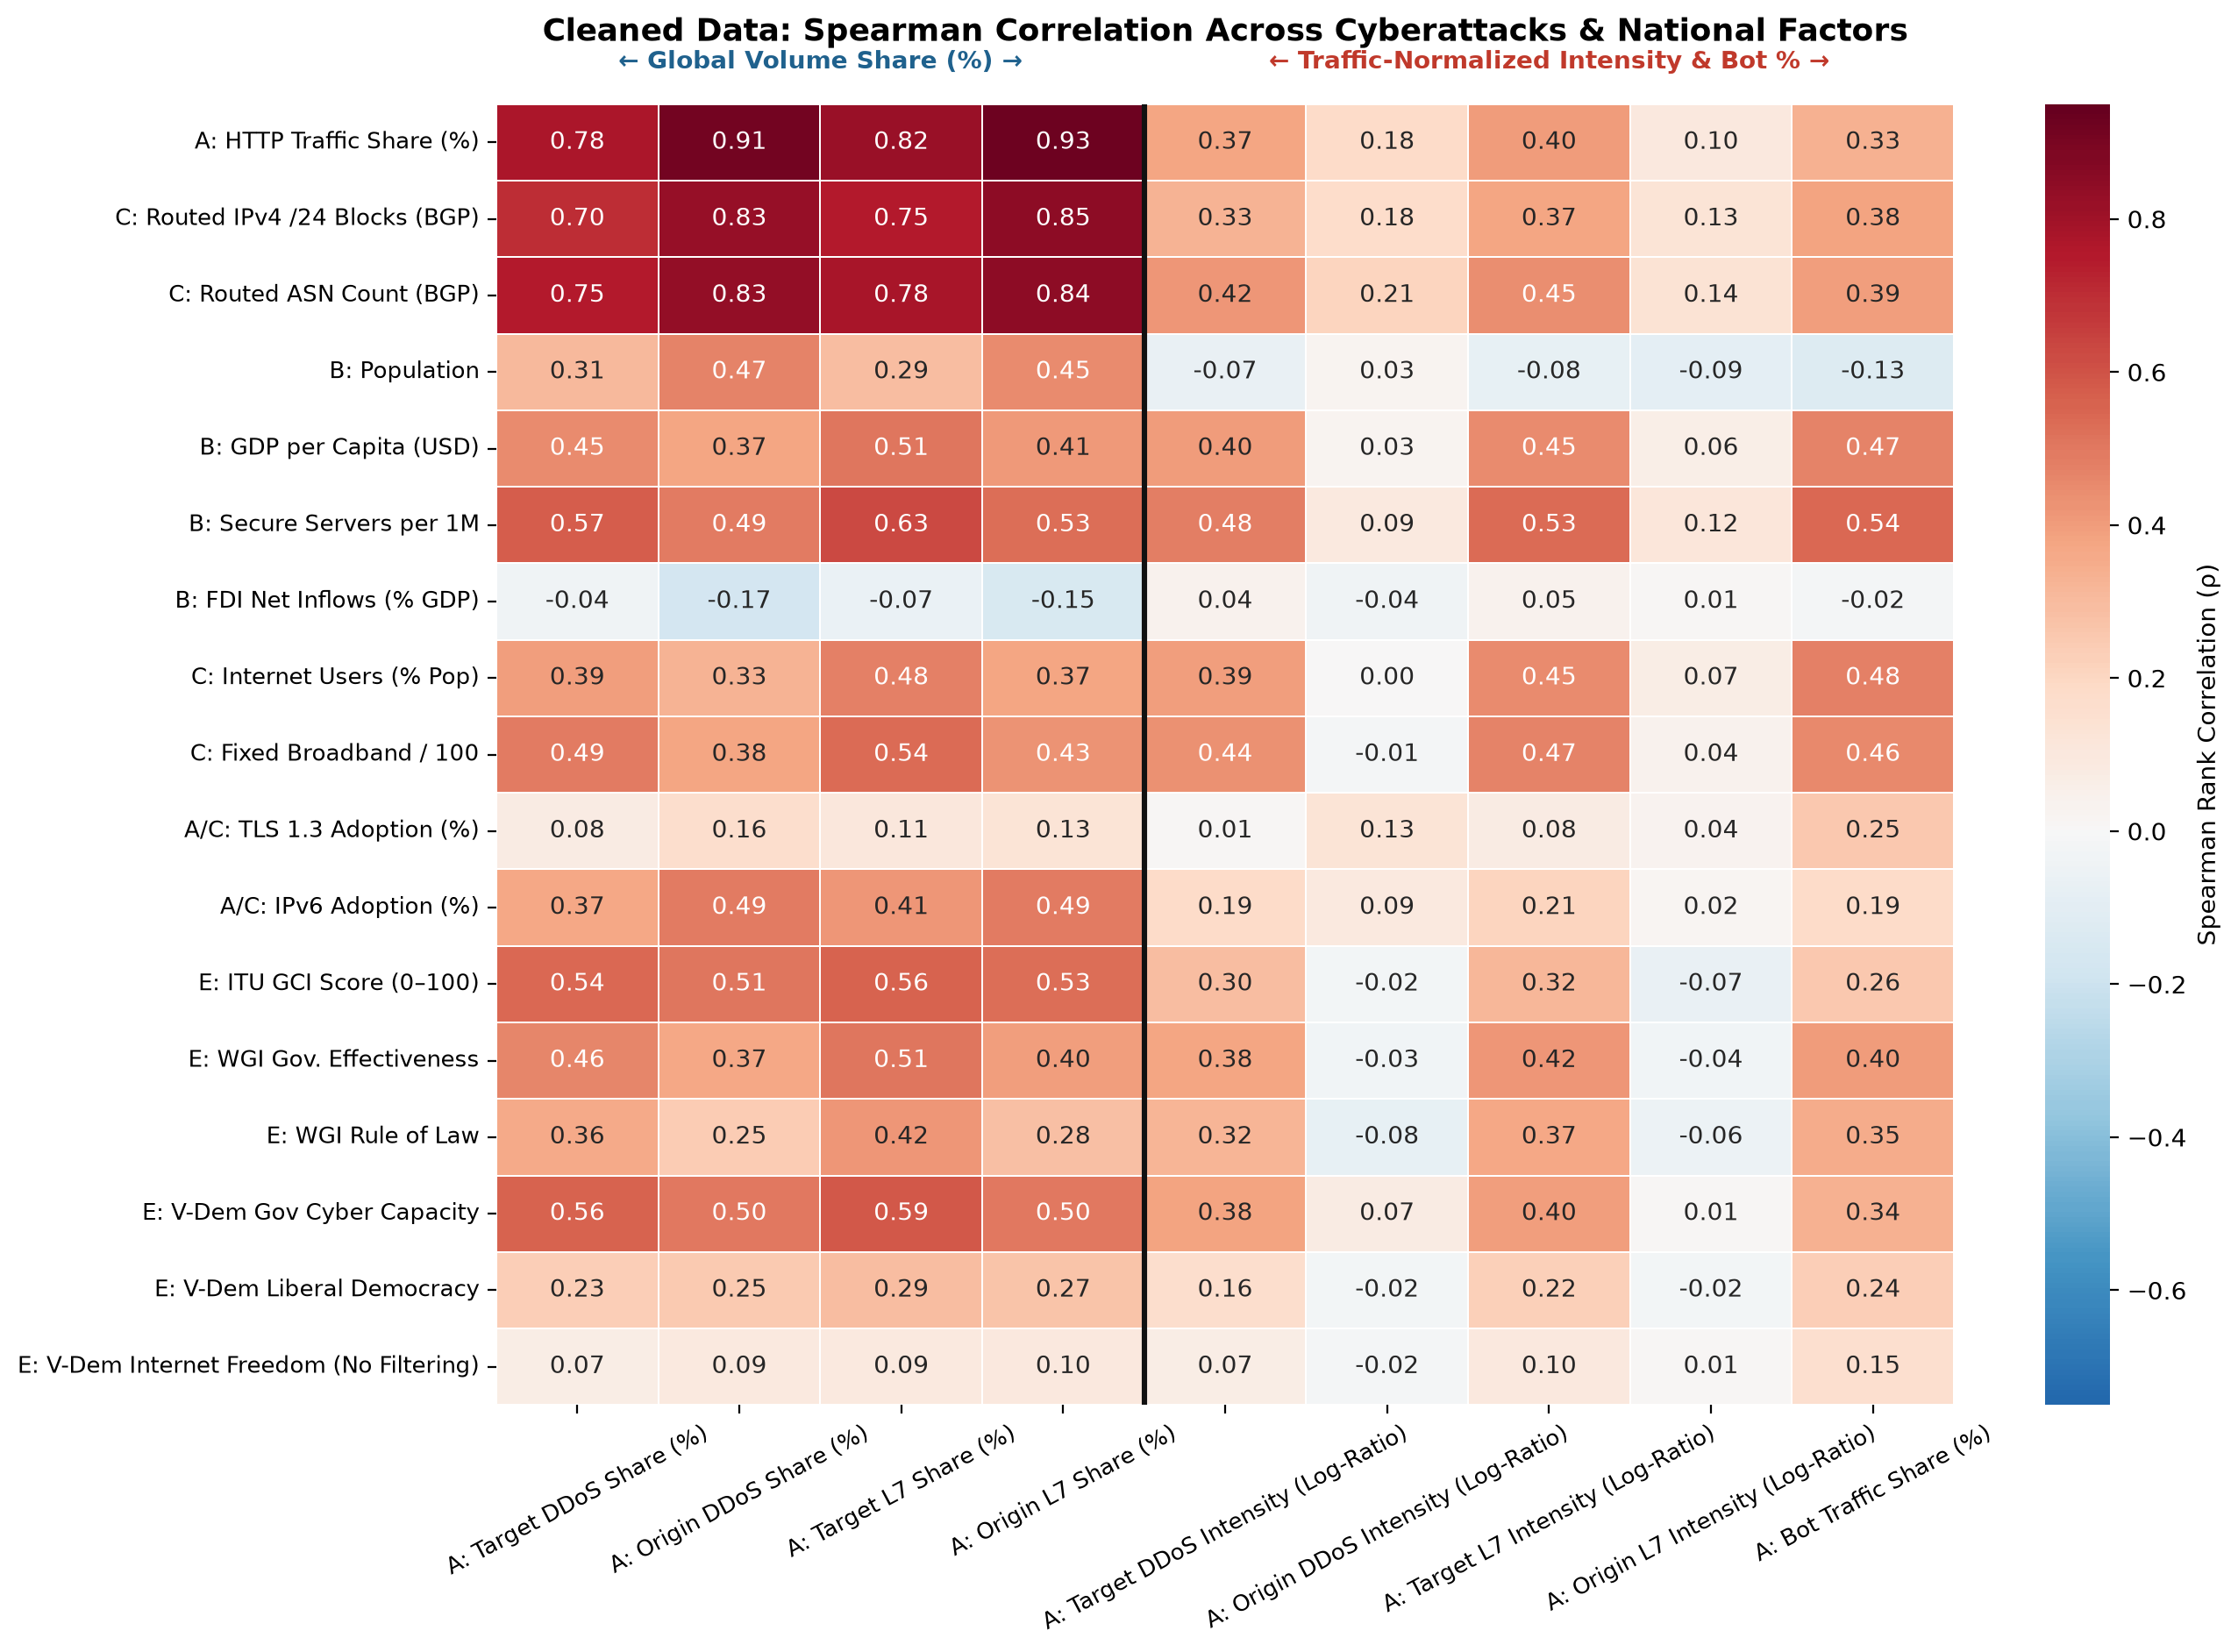 Cleaned Data: Spearman Correlation Across Cyberattacks & National Factors
← Global Volume Share (%) →
← Traffic-Normalized Intensity & Bot % →
A: HTTP Traffic Share (%) 0.78 0.91 0.82 0.93 0.37 0.18 0.40 0.10 0.33
C: Routed IPv4 /24 Blocks (BGP) 0.70 0.83 0.75 0.85 0.33 0.18 0.37 0.13 0.38
C: Routed ASN Count (BGP) 0.75 0.83 0.78 0.84 0.42 0.21 0.45 0.14 0.39
B: Population 0.31 0.47 0.29 0.45 -0.07 0.03 -0.08 -0.09 -0.13
B: GDP per Capita (USD) 0.45 0.37 0.51 0.41 0.40 0.03 0.45 0.06 0.47
B: Secure Servers per 1M 0.57 0.49 0.63 0.53 0.48 0.09 0.53 0.12 0.54
B: FDI Net Inflows (% GDP) -0.04 -0.17 -0.07 -0.15 0.04 -0.04 0.05 0.01 -0.02
C: Internet Users (% Pop) 0.39 0.33 0.48 0.37 0.39 0.00 0.45 0.07 0.48
C: Fixed Broadband / 100 0.49 0.38 0.54 0.43 0.44 -0.01 0.47 0.04 0.46
A/C: TLS 1.3 Adoption (%) 0.08 0.16 0.11 0.13 0.01 0.13 0.08 0.04 0.25
A/C: IPv6 Adoption (%) 0.37 0.49 0.41 0.49 0.19 0.09 0.21 0.02 0.19
E: ITU GCI Score (0–100) 0.54 0.51 0.56 0.53 0.30 -0.02 0.32 -0.07 0.26
E: WGI Gov. Effectiveness 0.46 0.37 0.51 0.40 0.38 -0.03 0.42 -0.04 0.40
E: WGI Rule of Law 0.36 0.25 0.42 0.28 0.32 -0.08 0.37 -0.06 0.35
E: V-Dem Gov Cyber Capacity 0.56 0.50 0.59 0.50 0.38 0.07 0.40 0.01 0.34
E: V-Dem Liberal Democracy 0.23 0.25 0.29 0.27 0.16 -0.02 0.22 -0.02 0.24
E: V-Dem Internet Freedom (No Filtering) 0.07 0.09 0.09 0.10 0.07 -0.02 0.10 0.01 0.15
A: Target DDoS Share (%)
A: Origin DDoS Share (%)
A: Target L7 Share (%)
A: Origin L7 Share (%)
A: Target DDoS Intensity (Log-Ratio)
A: Origin DDoS Intensity (Log-Ratio)
A: Target L7 Intensity (Log-Ratio)
A: Origin L7 Intensity (Log-Ratio)
A: Bot Traffic Share (%)
0.8
0.6
0.4
0.2
0.0
−0.2
−0.4
−0.6
Spearman Rank Correlation (ρ)